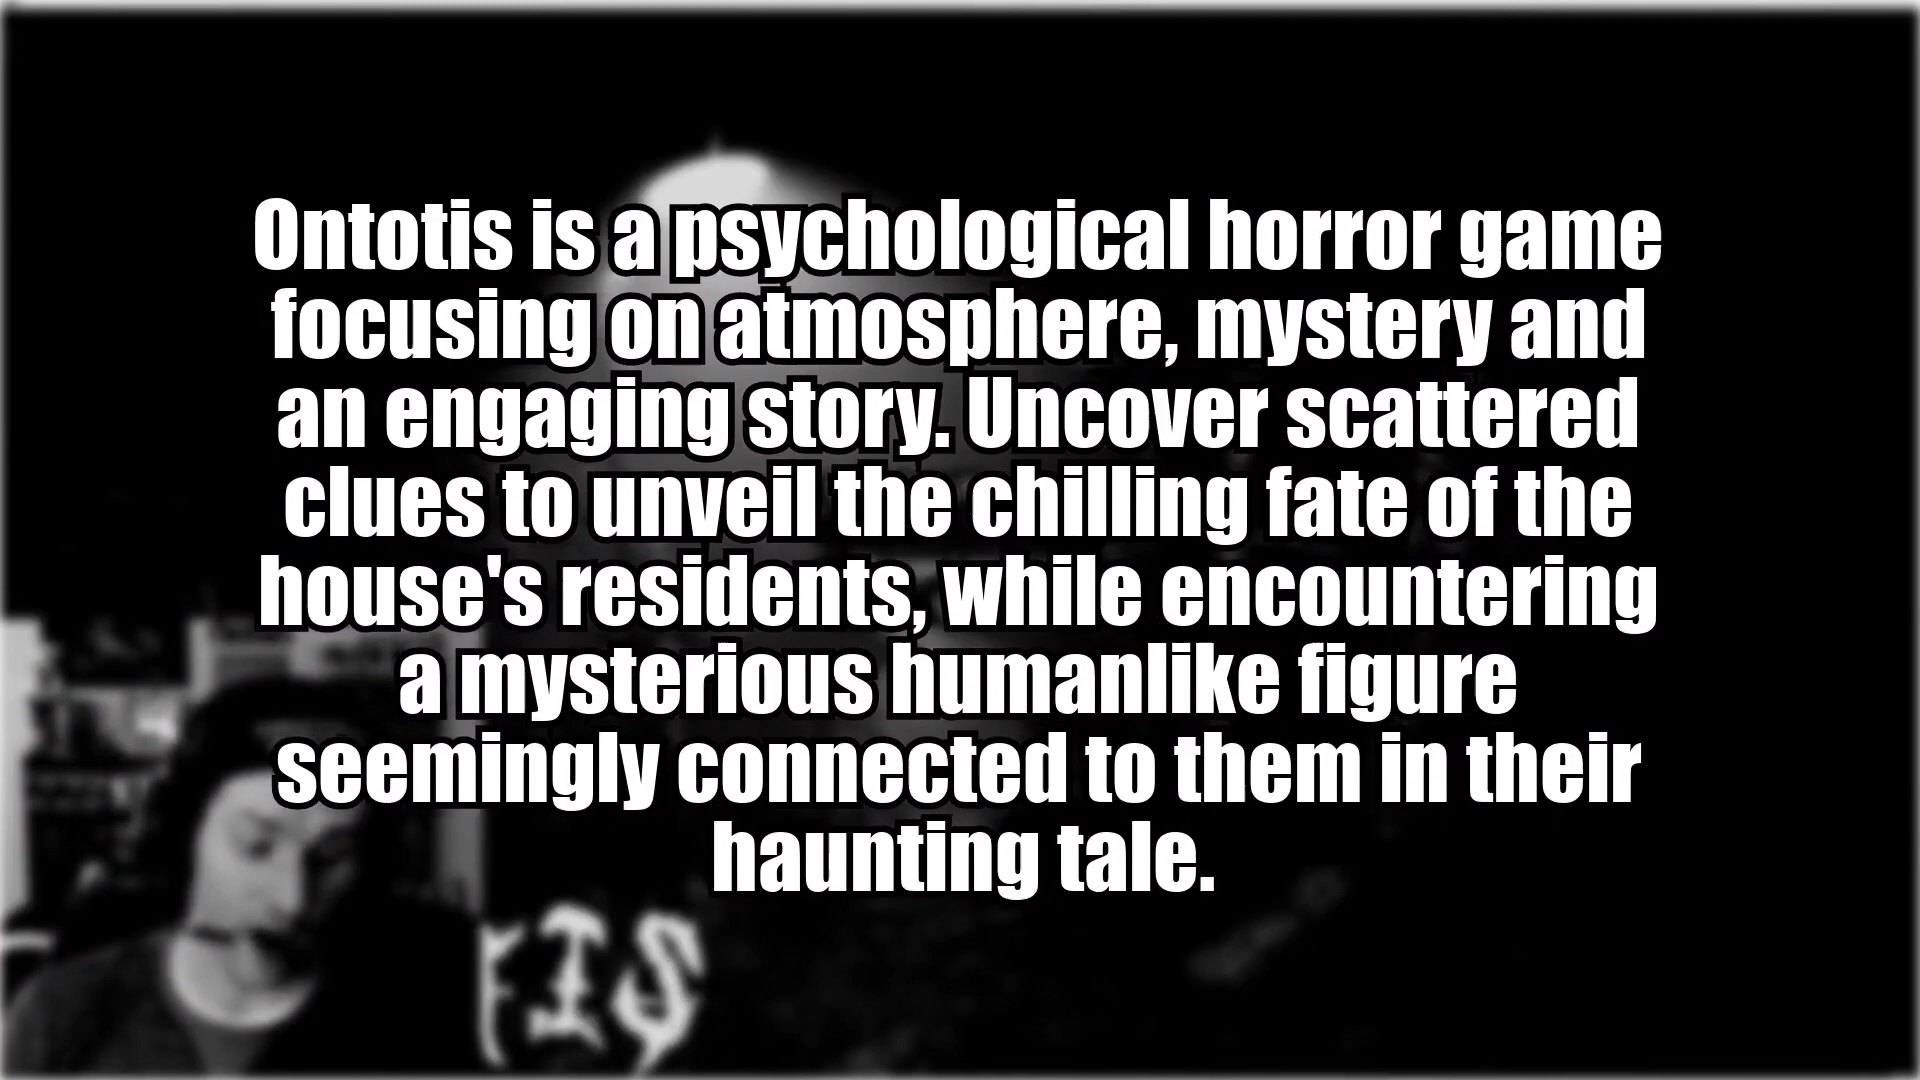 Ontotis is a psychological horror game
focusing on atmosphere, mystery and
an engaging story. Uncover scattered
clues to unveil the chilling fate of the
house's residents, while encountering
a mysterious humanlike figure
seemingly connected to them in their
haunting tale.